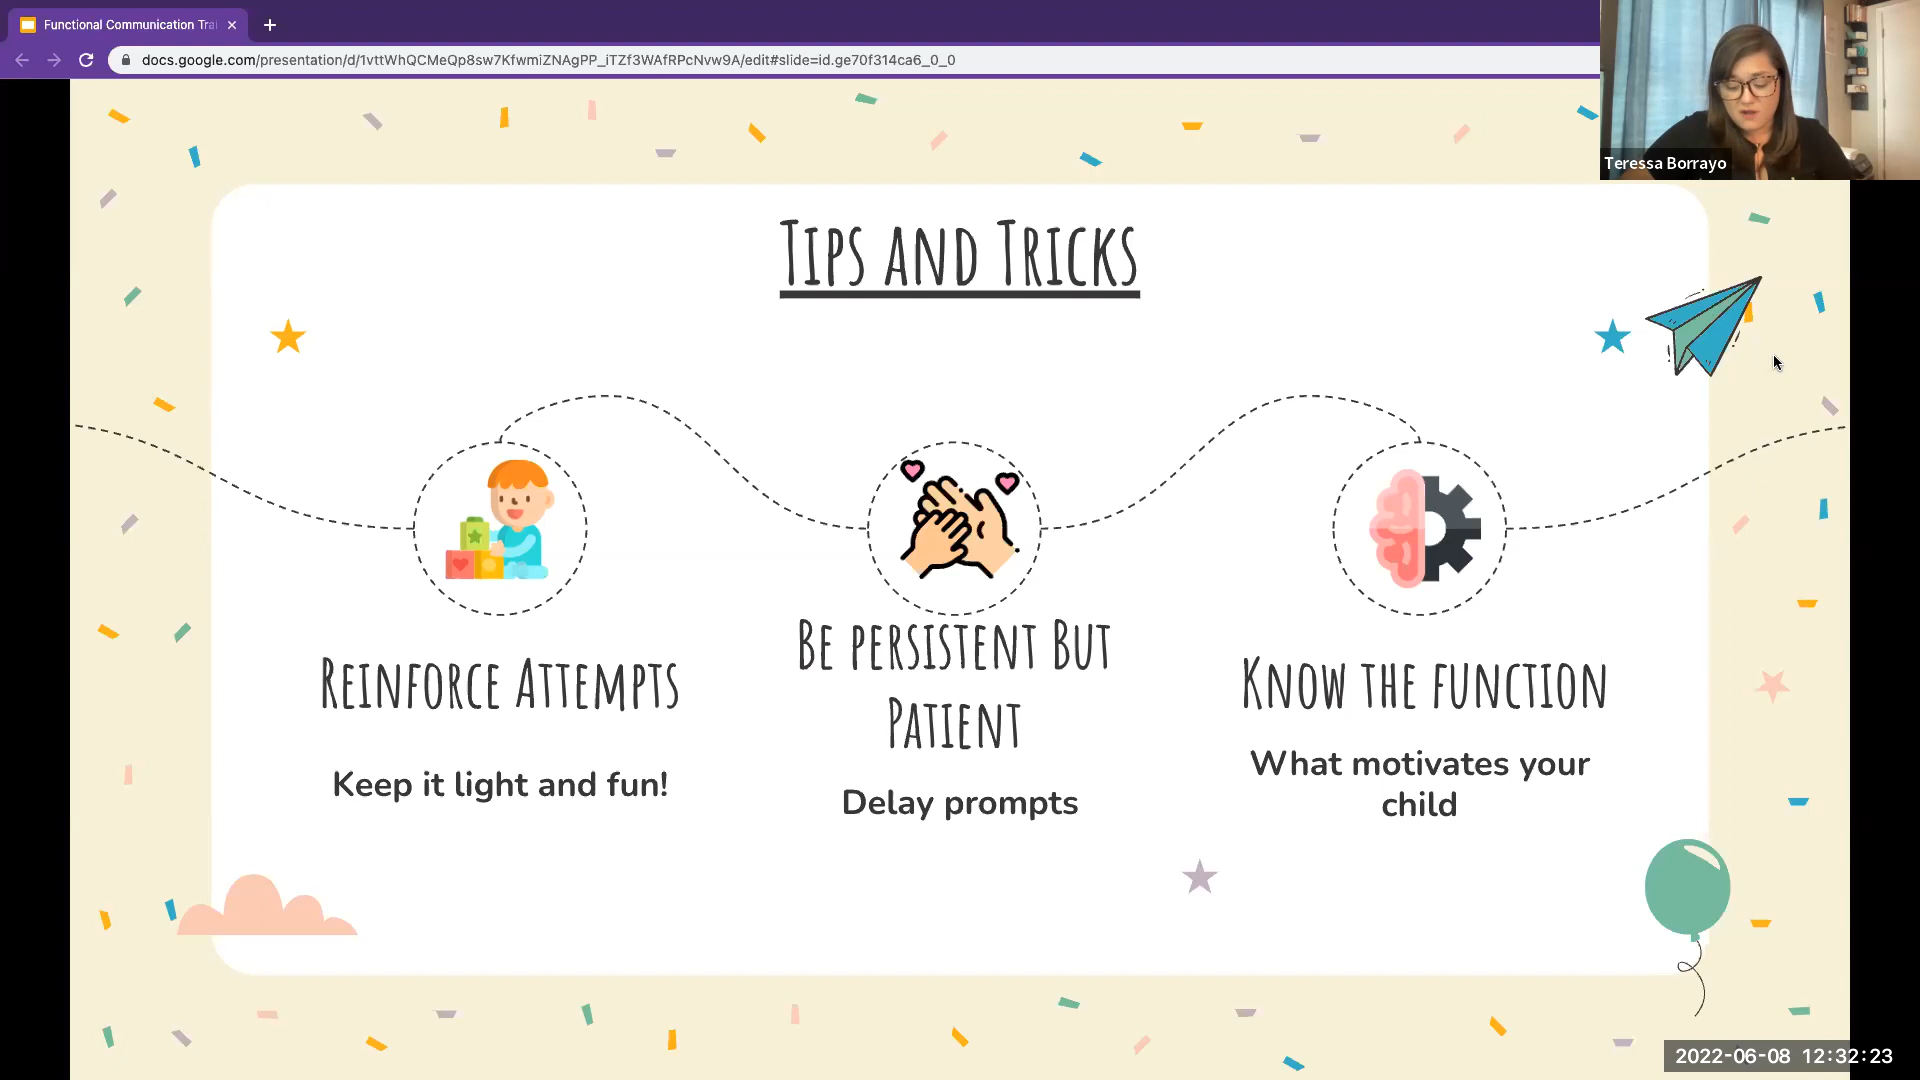 Functional Communication Trai
docs.google.com/presentation/d/1vttWhQCMeQp8sw7KfwmiZNAgPP_iTZf3WAfRPcNvw9A/edit#slide=id.ge70f314ca6_0_0
Teressa Borrayo
Tips and Tricks
Reinforce Attempts
Keep it light and fun!
Be persistent But
Patient
Delay prompts
Know the function
What motivates your
child
2022-06-08 12:32:23